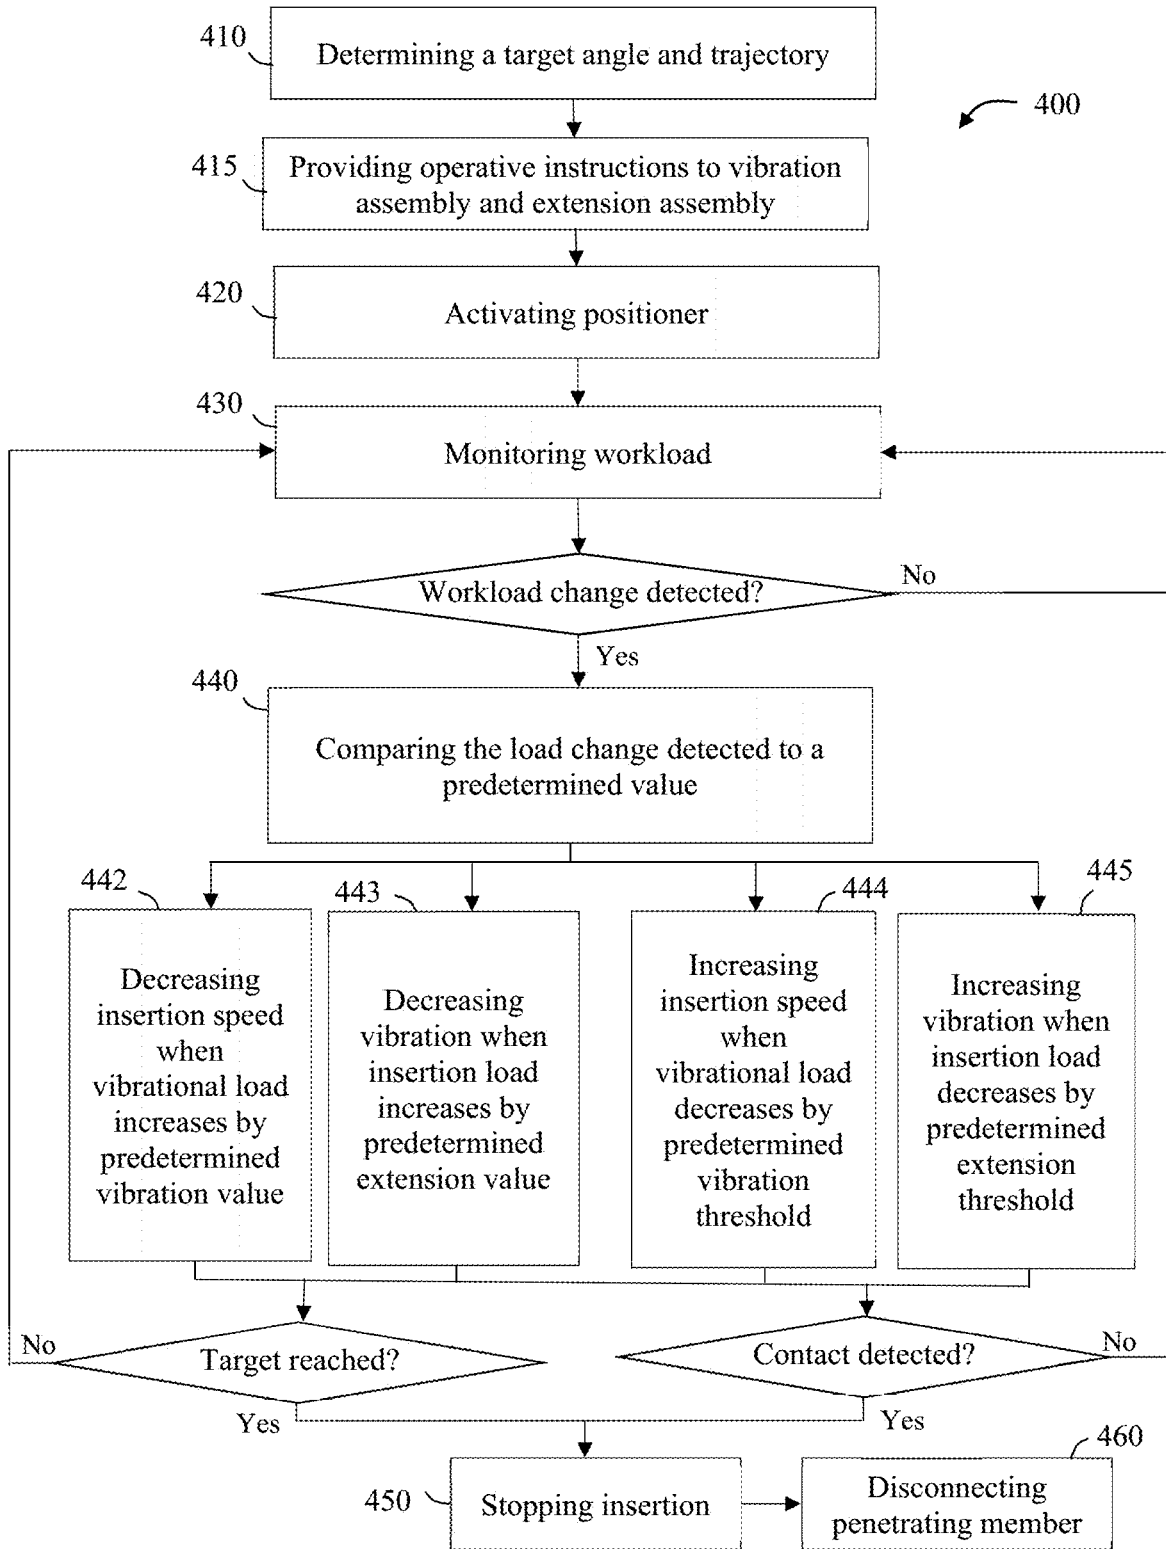 410
Determining a target angle and trajectory
400
415
Providing operative instructions to vibration
assembly and extension assembly
420
Activating positioner
430
Monitoring workload
Workload change detected?
No
Yes
440
Comparing the load change detected to a
predetermined value
442
Decreasing
insertion speed
when
vibrational load
increases by
predetermined
vibration value
443
Decreasing
vibration when
insertion load
increases by
predetermined
extension value
444
Increasing
insertion speed
when
vibrational load
decreases by
predetermined
vibration
threshold
445
Increasing
vibration when
insertion load
decreases by
predetermined
extension
threshold
No
Target reached?
Yes
Contact detected?
No
Yes
450
Stopping insertion
460
Disconnecting
penetrating member